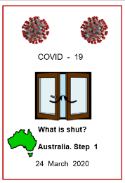 COVID - 19
What is shut?
Australia. Step 1
24 March 2020